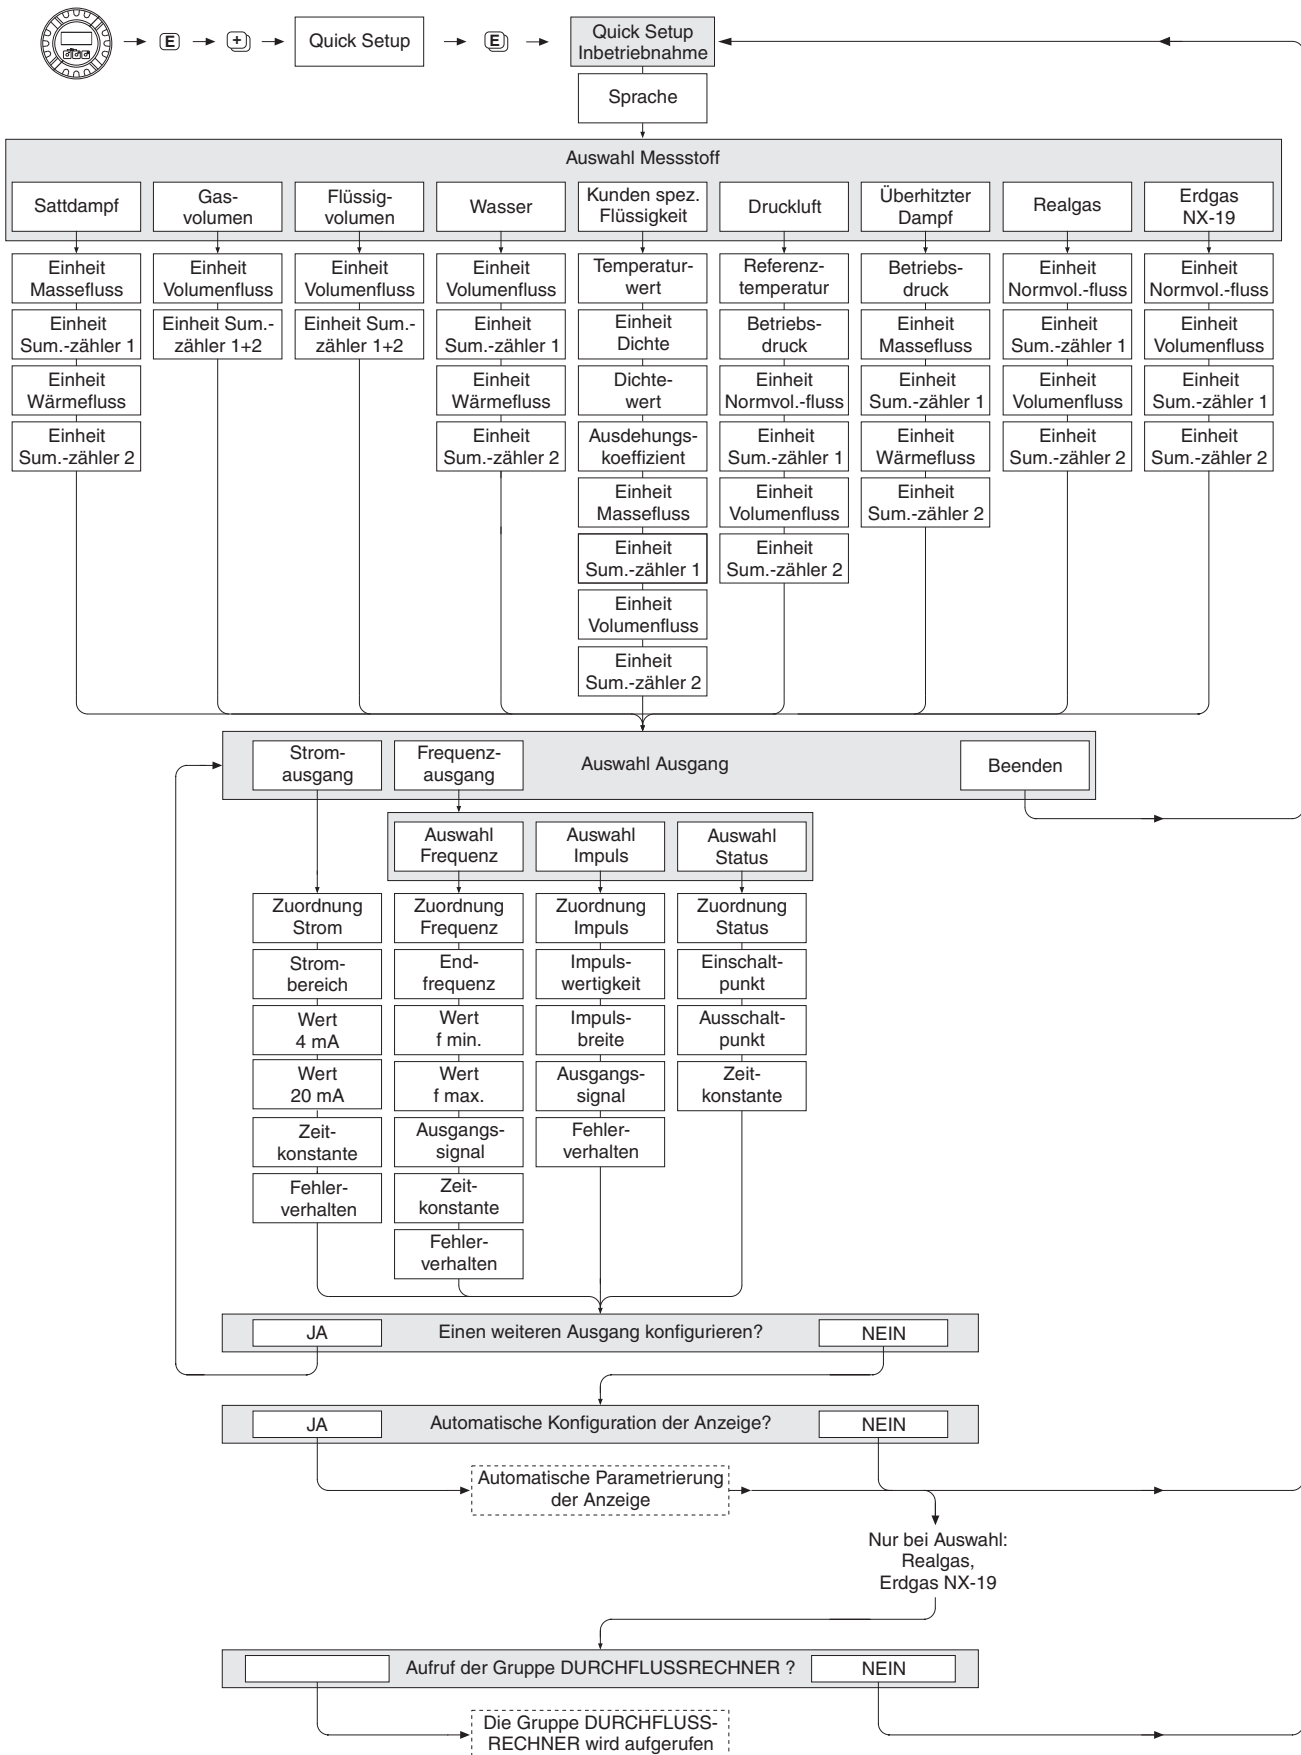 E
+
Quick Setup
E
Quick Setup
Inbetriebnahme
Sprache
Auswahl Messstoff
Sattdampf
Gas-
volumen
Flüssig-
volumen
Wasser
Kunden spez.
Flüssigkeit
Druckluft
Überhitzter
Dampf
Realgas
Erdgas
NX-19
Einheit
Massefluss
Einheit
Sum.-zähler 1
Einheit
Wärmefluss
Einheit
Sum.-zähler 2
Einheit
Volumenfluss
Einheit Sum.-
zähler 1+2
Einheit
Volumenfluss
Einheit Sum.-
zähler 1+2
Einheit
Volumenfluss
Einheit
Sum.-zähler 1
Einheit
Wärmefluss
Einheit
Sum.-zähler 2
Temperatur-
wert
Einheit
Dichte
Dichte-
wert
Ausdehungs-
koeffizient
Einheit
Massefluss
Einheit
Sum.-zähler 1
Einheit
Volumenfluss
Einheit
Sum.-zähler 2
Referenz-
temperatur
Betriebs-
druck
Einheit
Normvol.-fluss
Einheit
Sum.-zähler 1
Einheit
Volumenfluss
Einheit
Sum.-zähler 2
Betriebs-
druck
Einheit
Massefluss
Einheit
Sum.-zähler 1
Einheit
Wärmefluss
Einheit
Sum.-zähler 2
Einheit
Normvol.-fluss
Einheit
Sum.-zähler 1
Einheit
Volumenfluss
Einheit
Sum.-zähler 2
Einheit
Normvol.-fluss
Einheit
Volumenfluss
Einheit
Sum.-zähler 1
Einheit
Sum.-zähler 2
Strom-
ausgang
Frequenz-
ausgang
Auswahl Ausgang
Beenden
Auswahl
Frequenz
Auswahl
Impuls
Auswahl
Status
Zuordnung
Strom
Strom-
bereich
Wert
4 mA
Wert
20 mA
Zeit-
konstante
Fehler-
verhalten
Zuordnung
Frequenz
End-
frequenz
Wert
f min.
Wert
f max.
Ausgangs-
signal
Zeit-
konstante
Fehler-
verhalten
Zuordnung
Impuls
Impuls-
wertigkeit
Impuls-
breite
Ausgangs-
signal
Fehler-
verhalten
Zuordnung
Status
Einschalt-
punkt
Ausschalt-
punkt
Zeit-
konstante
JA
Einen weiteren Ausgang konfigurieren?
NEIN
JA
Automatische Konfiguration der Anzeige?
NEIN
Automatische Parametrierung
der Anzeige
Nur bei Auswahl:
Realgas,
Erdgas NX-19
Aufruf der Gruppe DURCHFLUSSRECHNER ?
NEIN
Die Gruppe DURCHFLUSS-
RECHNER wird aufgerufen